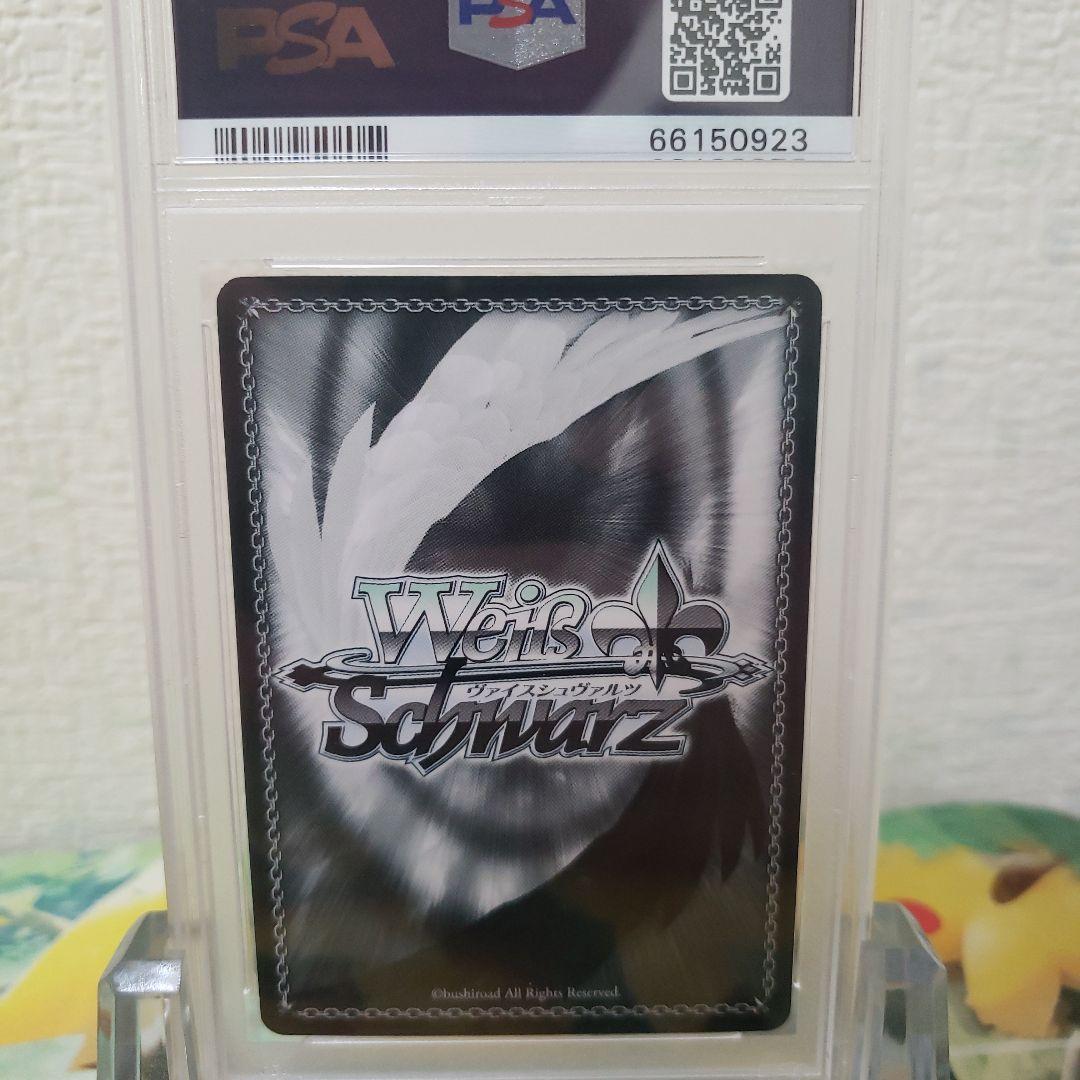 PSA
PSA
66150923
Weiß
ヴァイスシュヴァルツ
Schwarz
©bushiroad All Rights Reserved.